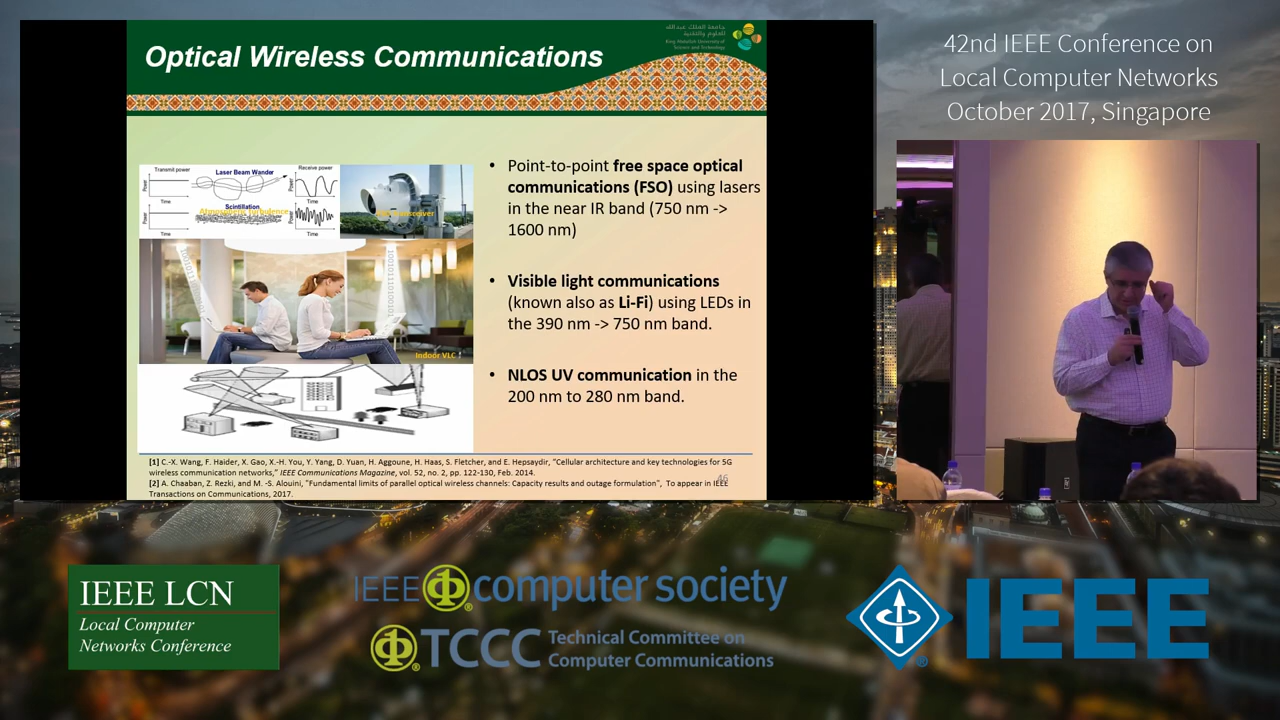 Optical Wireless Communications
جامعة الملك عبدالله
للعلوم والتقنية
King Abdullah University of
Science and Technology
Transmit power
Receive power
Laser Beam Wander
Power
Power
Time
Time
Scintillation
Atmospheric Turbulence
Power
Power
Time
Time
Transceiver
Indoor VLC
• Point-to-point free space optical
communications (FSO) using lasers
in the near IR band (750 nm ->
1600 nm)
• Visible light communications
(known also as Li-Fi) using LEDs in
the 390 nm -> 750 nm band.
• NLOS UV communication in the
200 nm to 280 nm band.
[1] C.-X. Wang, F. Haider, X. Gao, X.-H. You, Y. Yang, D. Yuan, H. Aggoune, H. Haas, S. Fletcher, and E. Hepsaydir, "Cellular architecture and key technologies for 5G
wireless communication networks," IEEE Communications Magazine, vol. 52, no. 2, pp. 122-130, Feb. 2014.
[2] A. Chaaban, Z. Rezki, and M. -S. Alouini, "Fundamental limits of parallel optical wireless channels: Capacity results and outage formulation", To appear in IEEE
Transactions on Communications, 2017.
46
42nd IEEE Conference on
Local Computer Networks
October 2017, Singapore
IEEE LCN
Local Computer
Networks Conference
IEEE computer society
TCCC Technical Committee on
Computer Communications
IEEE